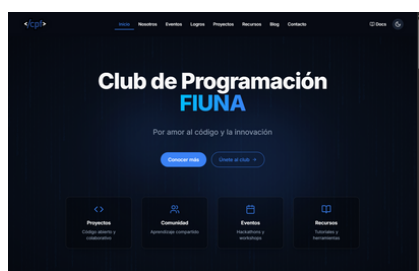 </cpf>
Inicio Nosotros Eventos Logros Proyectos Recursos Blog Contacto
Docs
Club de Programación
FIUNA
Por amor al código y la innovación
Conocer más
Únete al club →
Proyectos
Código abierto y
colaborativo
Comunidad
Aprendizaje compartido
Eventos
Hackathons y
workshops
Recursos
Tutoriales y
herramientas